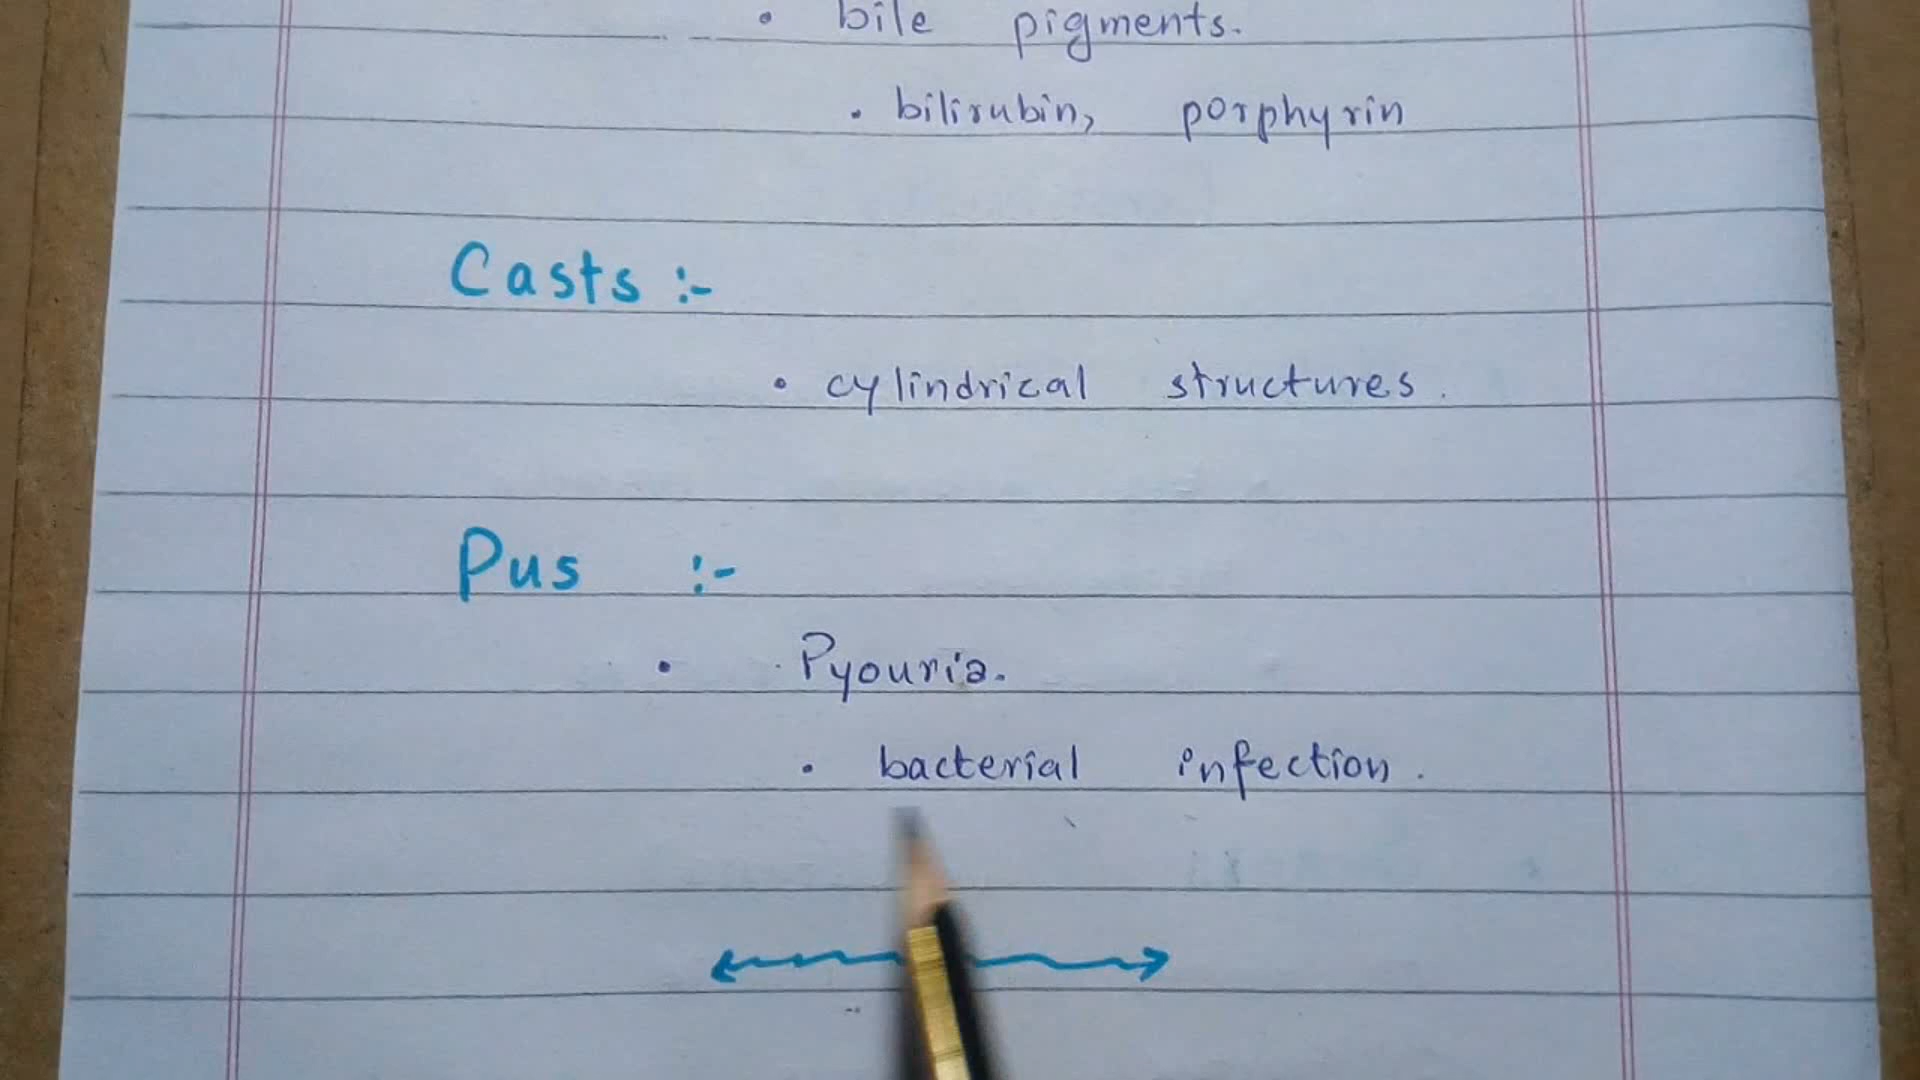 • bile pigments.
• bilirubin, porphyrin
Casts :-
• cylindrical structures.
Pus :-
• Pyouria.
• bacterial infection.